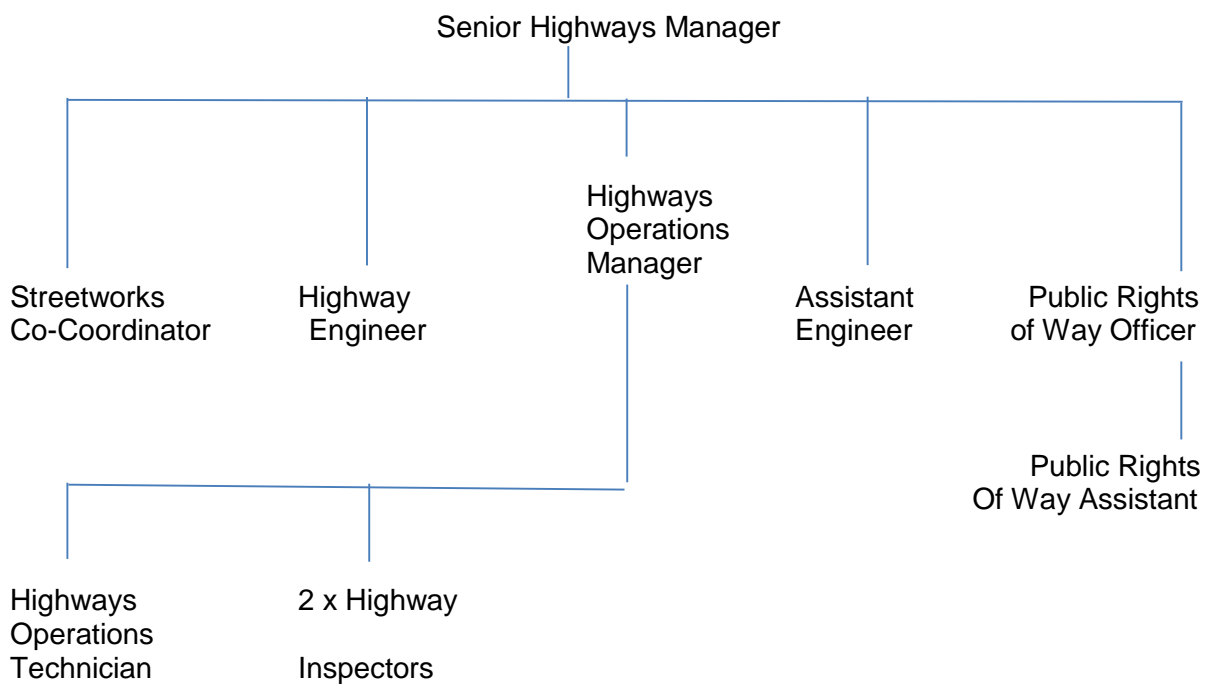 Senior Highways Manager
Highways
Operations
Manager
Streetworks
Co-Coordinator
Highway
Engineer
Assistant
Engineer
Public Rights
of Way Officer
Public Rights
Of Way Assistant
Highways
Operations
Technician
2 x Highway
Inspectors